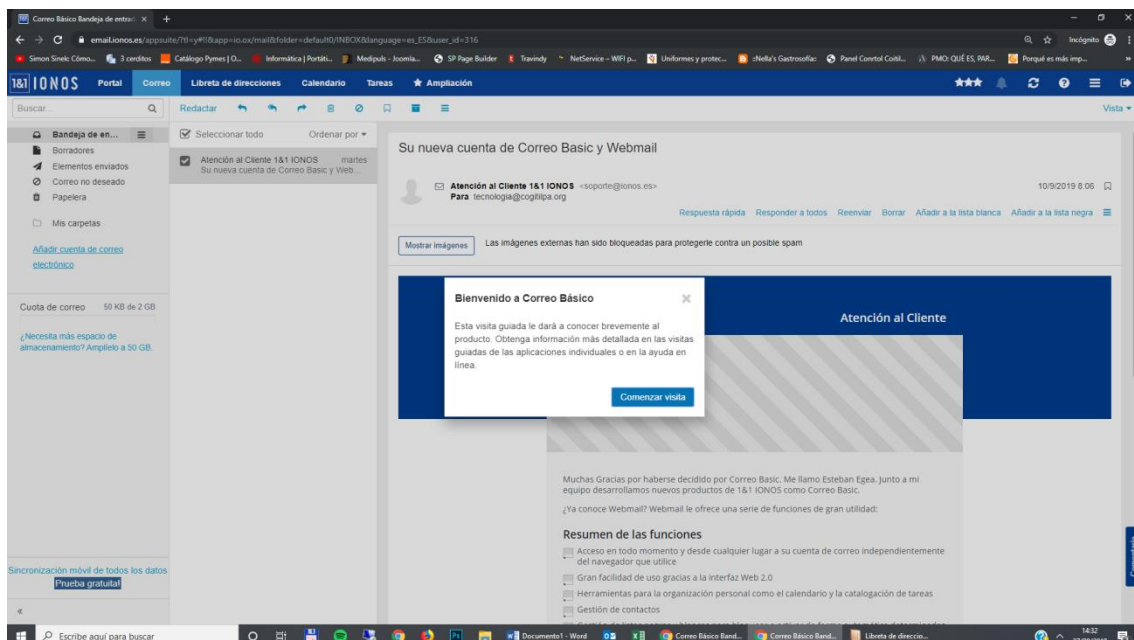 Correo Básico Bandeja de entrad
email.ionos.es/appsuite/?tl=y#!!&app=io.ox/mail&folder=default0/INBOX&language=es_ES&user_id=316
Incógnito
Simon Sinek: Cómo... 3 cerditos Catálogo Pymes | O... Informática | Portáti... Medipuls - Joomla... SP Page Builder Travindy NetService – WIFI p... Uniformes y protec... :Nella's Gastrosofía: Panel Conrtol Coitil... PMO: QUÉ ES, PAR... Porqué es más imp... »
1&1 IONOS Portal Correo Libreta de direcciones Calendario Tareas Ampliación
Buscar...
Redactar
Vista
Bandeja de en...
Borradores
Elementos enviados
Correo no deseado
Papelera
Mis carpetas
Añadir cuenta de correo
electrónico
Cuota de correo 50 KB de 2 GB
¿Necesita más espacio de
almacenamiento? Amplíelo a 50 GB.
Sincronización móvil de todos los datos
Prueba gratuita!
«
Seleccionar todo Ordenar por
Atención al Cliente 1&1 IONOS martes
Su nueva cuenta de Correo Basic y Web...
Su nueva cuenta de Correo Basic y Webmail
Atención al Cliente 1&1 IONOS <soporte@ionos.es> 10/9/2019 8:06
Para tecnologia@cogitilpa.org
Respuesta rápida Responder a todos Reenviar Borrar Añadir a la lista blanca Añadir a la lista negra
Mostrar imágenes Las imágenes externas han sido bloqueadas para protegerle contra un posible spam
Atención al Cliente
Bienvenido a Correo Básico
Esta visita guiada le dará a conocer brevemente al
producto. Obtenga información más detallada en las visitas
guiadas de las aplicaciones individuales o en la ayuda en
línea.
Comenzar visita
Muchas Gracias por haberse decidido por Correo Basic. Me llamo Esteban Egea. Junto a mi
equipo desarrollamos nuevos productos de 1&1 IONOS como Correo Basic.
¿Ya conoce Webmail? Webmail le ofrece una serie de funciones de gran utilidad:
Resumen de las funciones
Acceso en todo momento y desde cualquier lugar a su cuenta de correo independientemente
del navegador que utilice
Gran facilidad de uso gracias a la interfaz Web 2.0
Herramientas para la organización personal como el calendario y la catalogación de tareas
Gestión de contactos
Comentario
Escribe aquí para buscar
Documento1 - Word
Correo Básico Band...
Correo Básico Band...
Libreta de direccio...
14:32